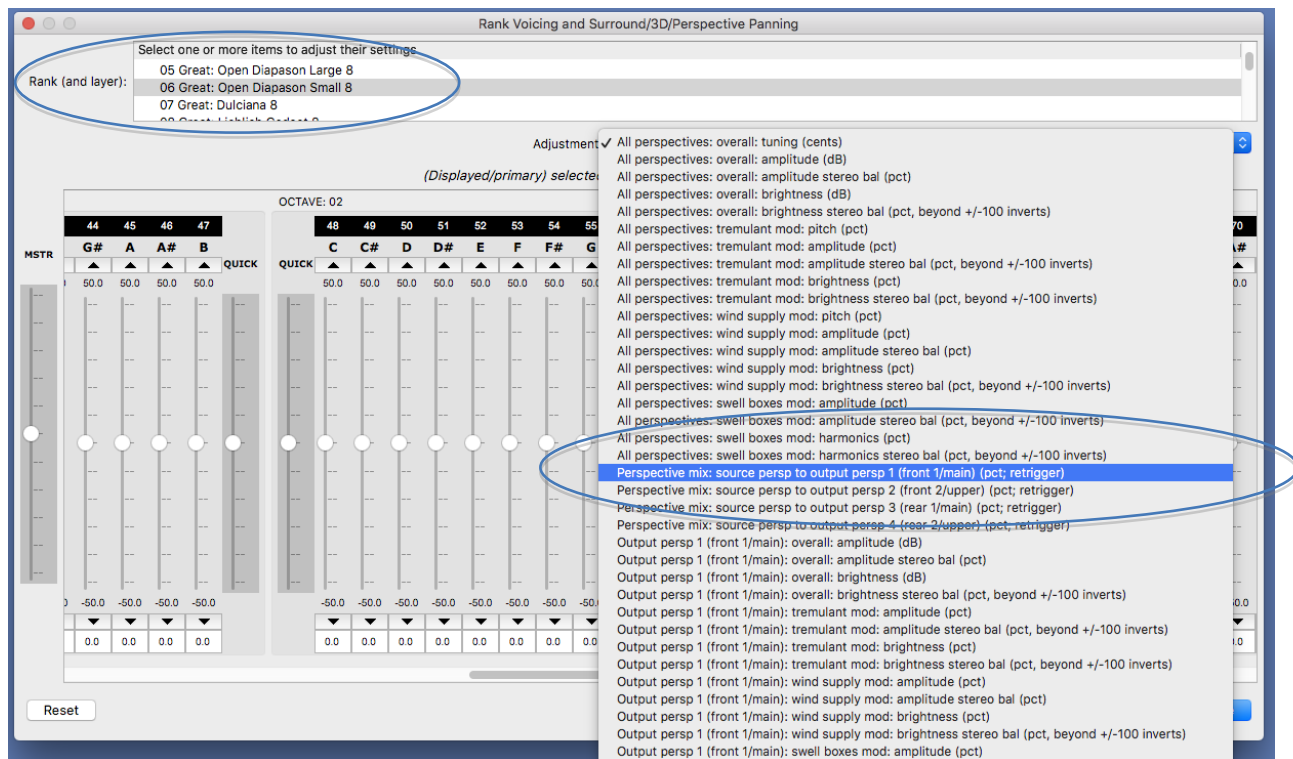 Rank Voicing and Surround/3D/Perspective Panning
Select one or more items to adjust their settings
Rank (and layer):
05 Great: Open Diapason Large 8
06 Great: Open Diapason Small 8
07 Great: Dulciana 8
Adjustment
(Displayed/primary)
✓ All perspectives: overall: tuning (cents)
All perspectives: overall: amplitude (dB)
All perspectives: overall: amplitude stereo bal (pct)
All perspectives: overall: brightness (dB)
All perspectives: overall: brightness stereo bal (pct, beyond +/-100 inverts)
All perspectives: tremulant mod: pitch (pct)
All perspectives: tremulant mod: amplitude (pct)
All perspectives: tremulant mod: amplitude stereo bal (pct, beyond +/-100 inverts)
All perspectives: tremulant mod: brightness (pct)
All perspectives: tremulant mod: brightness stereo bal (pct, beyond +/-100 inverts)
All perspectives: wind supply mod: pitch (pct)
All perspectives: wind supply mod: amplitude (pct)
All perspectives: wind supply mod: amplitude stereo bal (pct)
All perspectives: wind supply mod: brightness (pct)
All perspectives: wind supply mod: brightness stereo bal (pct, beyond +/-100 inverts)
All perspectives: swell boxes mod: amplitude (pct)
All perspectives: swell boxes mod: amplitude stereo bal (pct, beyond +/-100 inverts)
All perspectives: swell boxes mod: harmonics (pct)
All perspectives: swell boxes mod: harmonics stereo bal (pct, beyond +/-100 inverts)
Perspective mix: source persp to output persp 1 (front 1/main) (pct; retrigger)
Perspective mix: source persp to output persp 2 (front 2/upper) (pct; retrigger)
Perspective mix: source persp to output persp 3 (rear 1/main) (pct; retrigger)
Perspective mix: source persp to output persp 4 (rear 2/upper) (pct; retrigger)
Output persp 1 (front 1/main): overall: amplitude (dB)
Output persp 1 (front 1/main): overall: amplitude stereo bal (pct)
Output persp 1 (front 1/main): overall: brightness (dB)
Output persp 1 (front 1/main): overall: brightness stereo bal (pct, beyond +/-100 inverts)
Output persp 1 (front 1/main): tremulant mod: amplitude (pct)
Output persp 1 (front 1/main): tremulant mod: amplitude stereo bal (pct, beyond +/-100 inverts)
Output persp 1 (front 1/main): tremulant mod: brightness (pct)
Output persp 1 (front 1/main): tremulant mod: brightness stereo bal (pct, beyond +/-100 inverts)
Output persp 1 (front 1/main): wind supply mod: amplitude (pct)
Output persp 1 (front 1/main): wind supply mod: amplitude stereo bal (pct)
Output persp 1 (front 1/main): wind supply mod: brightness (pct)
Output persp 1 (front 1/main): wind supply mod: brightness stereo bal (pct, beyond +/-100 inverts)
Output persp 1 (front 1/main): swell boxes mod: amplitude (pct)
OCTAVE: 02
44 45 46 47 48 49 50 51 52 53 54 55 70
MSTR G# A A# B QUICK QUICK C C# D D# E F F# G
50.0 50.0 50.0 50.0 50.0 50.0 50.0 50.0 50.0 50.0 50.0
-50.0 -50.0 -50.0 -50.0 -50.0 -50.0 -50.0 -50.0 -50.0 -50.0 -50.0
0.0 0.0 0.0 0.0 0.0 0.0 0.0 0.0 0.0 0.0 0.0 0.0
Reset